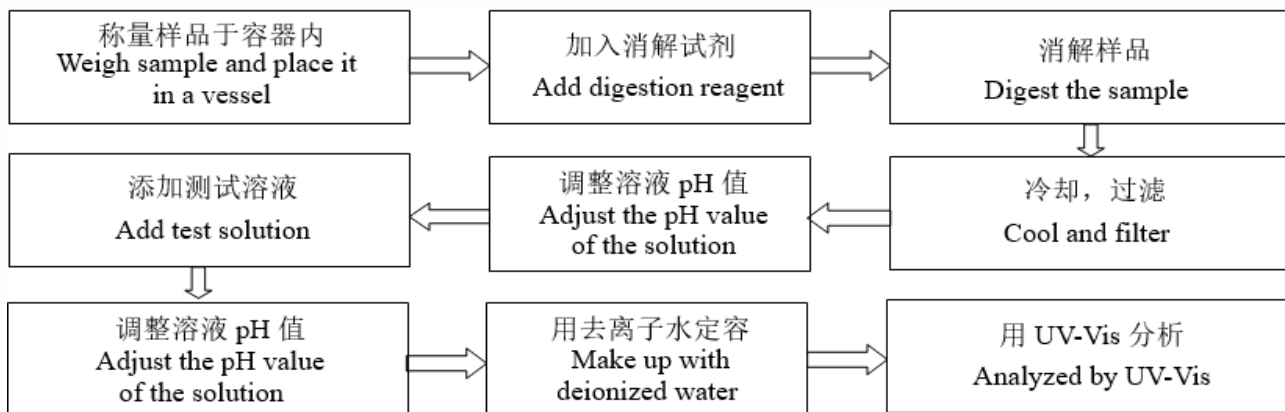 称量样品于容器内
Weigh sample and place it
in a vessel
加入消解试剂
Add digestion reagent
消解样品
Digest the sample
冷却，过滤
Cool and filter
调整溶液 pH 值
Adjust the pH value
of the solution
添加测试溶液
Add test solution
调整溶液 pH 值
Adjust the pH value
of the solution
用去离子水定容
Make up with
deionized water
用 UV-Vis 分析
Analyzed by UV-Vis